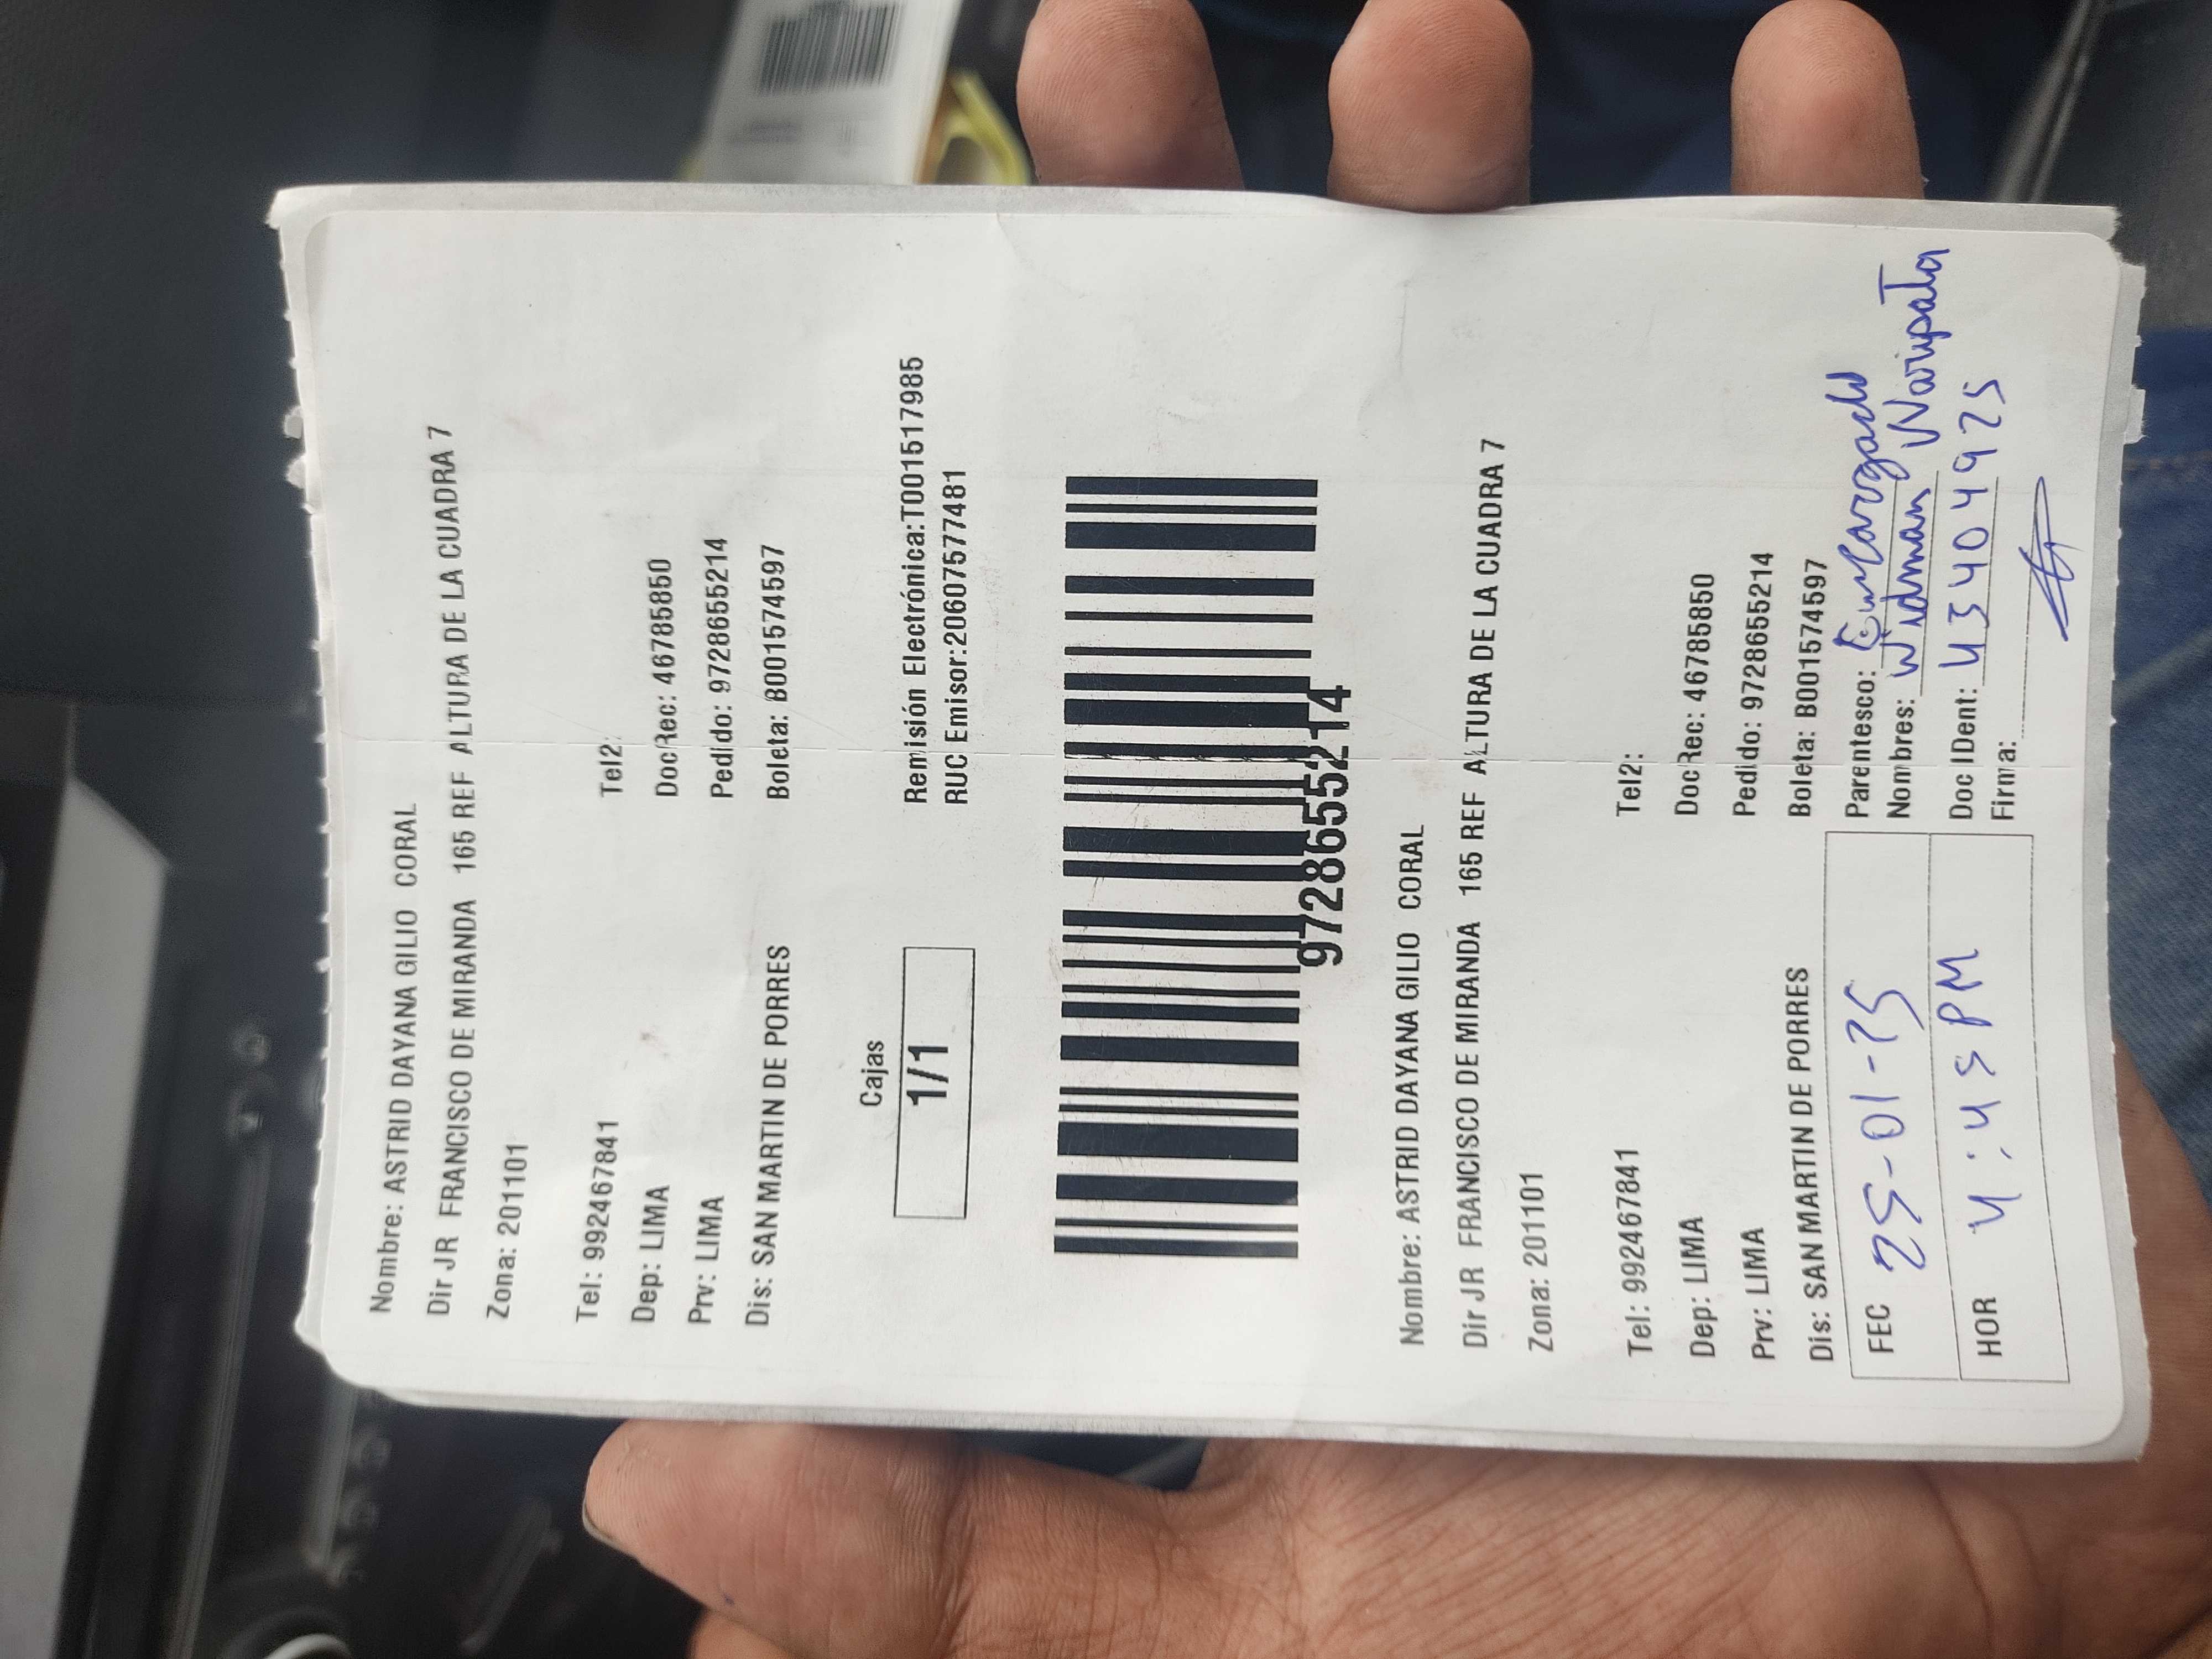 Nombre: ASTRID DAYANA GILIO CORAL
Dir JR FRANCISCO DE MIRANDA 165 REF ALTURA DE LA CUADRA 7
Zona: 201101
Tel: 992467841 Tel2:
Dep: LIMA DocRec: 46785850
Prv: LIMA Pedido: 9728655214
Dis: SAN MARTIN DE PORRES Boleta: B001574597
Cajas
1/1
Remisión Electrónica:T001517985
RUC Emisor:20607577481
9728655214
Nombre: ASTRID DAYANA GILIO CORAL
Dir JR FRANCISCO DE MIRANDA 165 REF ALTURA DE LA CUADRA 7
Zona: 201101
Tel: 992467841 Tel2:
Dep: LIMA DocRec: 46785850
Prv: LIMA Pedido: 9728655214
Dis: SAN MARTIN DE PORRES Boleta: B001574597
FEC 25-01-25 Parentesco: Encargado
Nombres: Widman Waripata
HOR 4:45 PM Doc IDent: 43404925
Firma: